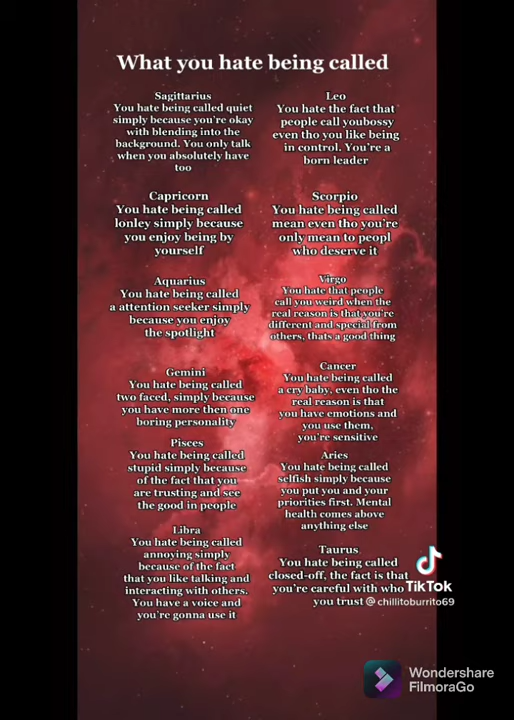 What you hate being called
Sagittarius
You hate being called quiet
simply because you're okay
with blending into the
background. You only talk
when you absolutely have
too
Leo
You hate the fact that
people call youbossy
even tho you like being
in control. You're a
born leader
Capricorn
You hate being called
lonley simply because
you enjoy being by
yourself
Scorpio
You hate being called
mean even tho you're
only mean to peopl
who deserve it
Aquarius
You hate being called
a attention seeker simply
because you enjoy
the spotlight
Virgo
You hate that people
call you weird when the
real reason is that you're
different and special from
others, thats a good thing
Gemini
You hate being called
two faced, simply because
you have more then one
boring personality
Cancer
You hate being called
a cry baby, even tho the
real reason is that
you have emotions and
you use them,
you're sensitive
Pisces
You hate being called
stupid simply because
of the fact that you
are trusting and see
the good in people
Aries
You hate being called
selfish simply because
you put you and your
priorities first. Mental
health comes above
anything else
Libra
You hate being called
annoying simply
because of the fact
that you like talking and
interacting with others.
You have a voice and
you're gonna use it
Taurus
You hate being called
closed-off, the fact is that
you're careful with who
you trust
TikTok
@chillitoburrito69
Wondershare
FilmoraGo